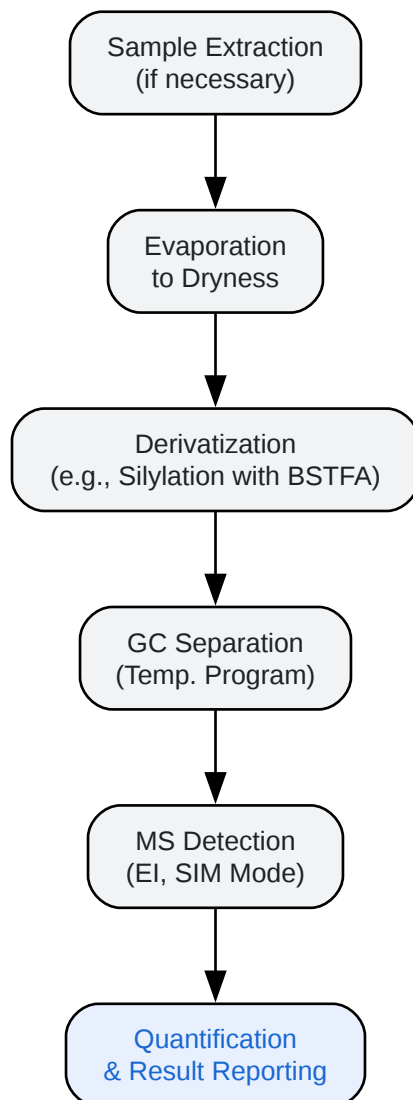 Sample Extraction
(if necessary)
Evaporation
to Dryness
Derivatization
(e.g., Silylation with BSTFA)
GC Separation
(Temp. Program)
MS Detection
(EI, SIM Mode)
Quantification
& Result Reporting